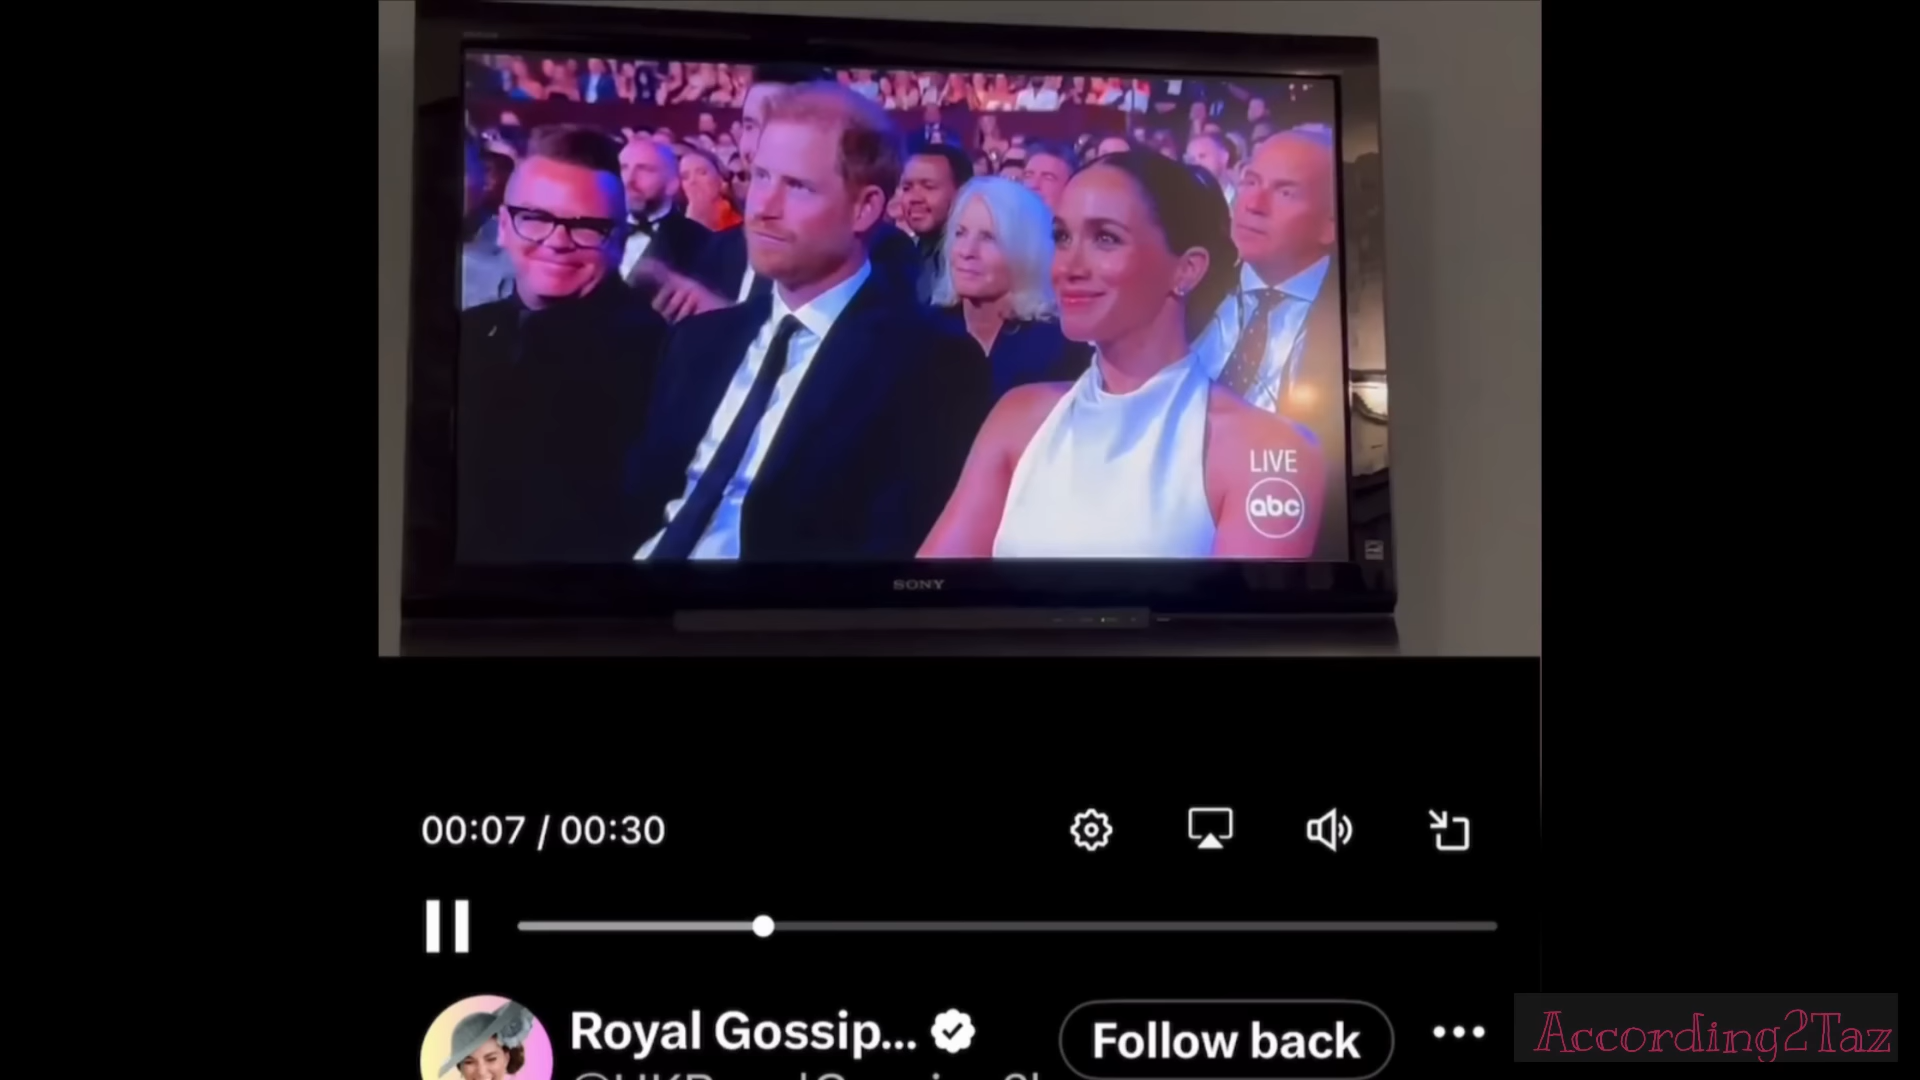 LIVE
abc
SONY
00:07 / 00:30
Royal Gossip...
Follow back
According2Taz